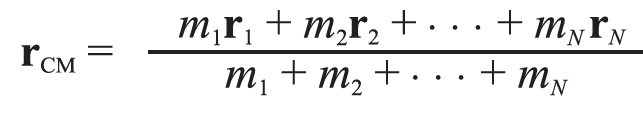 r_CM = (m_1 r_1 + m_2 r_2 + · · · + m_N r_N) / (m_1 + m_2 + · · · + m_N)